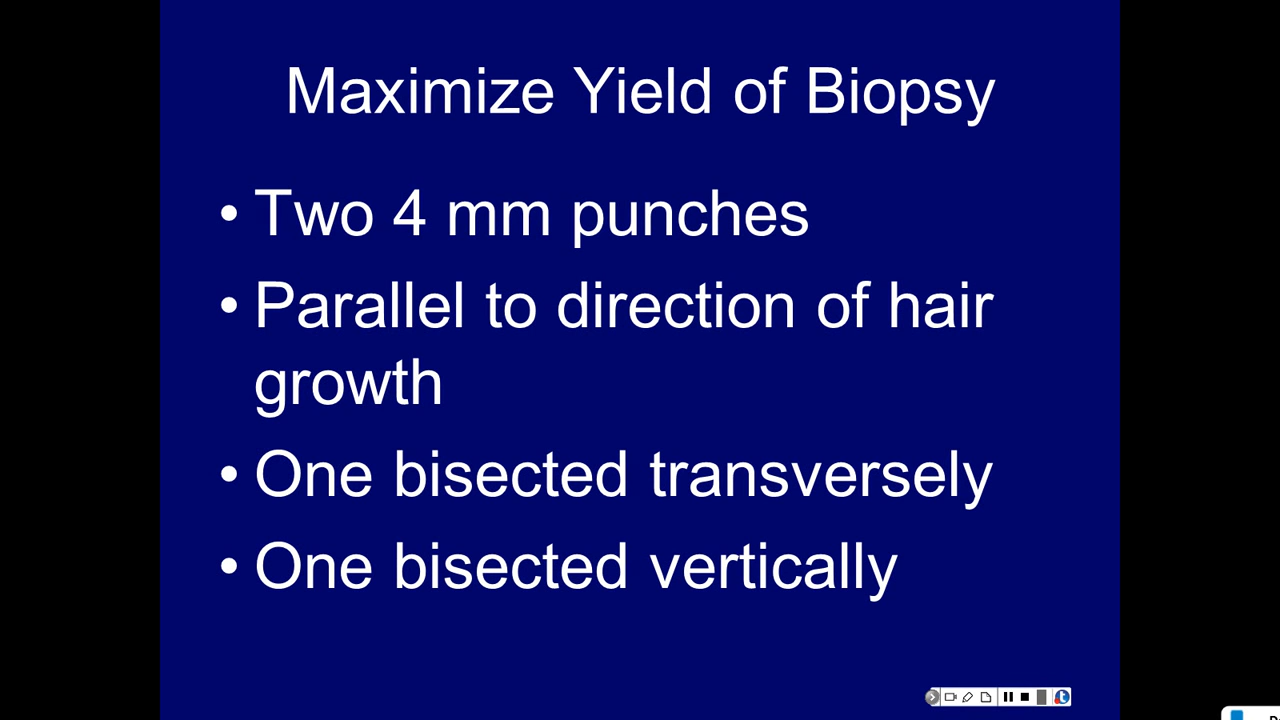 Maximize Yield of Biopsy
• Two 4 mm punches
• Parallel to direction of hair
growth
• One bisected transversely
• One bisected vertically